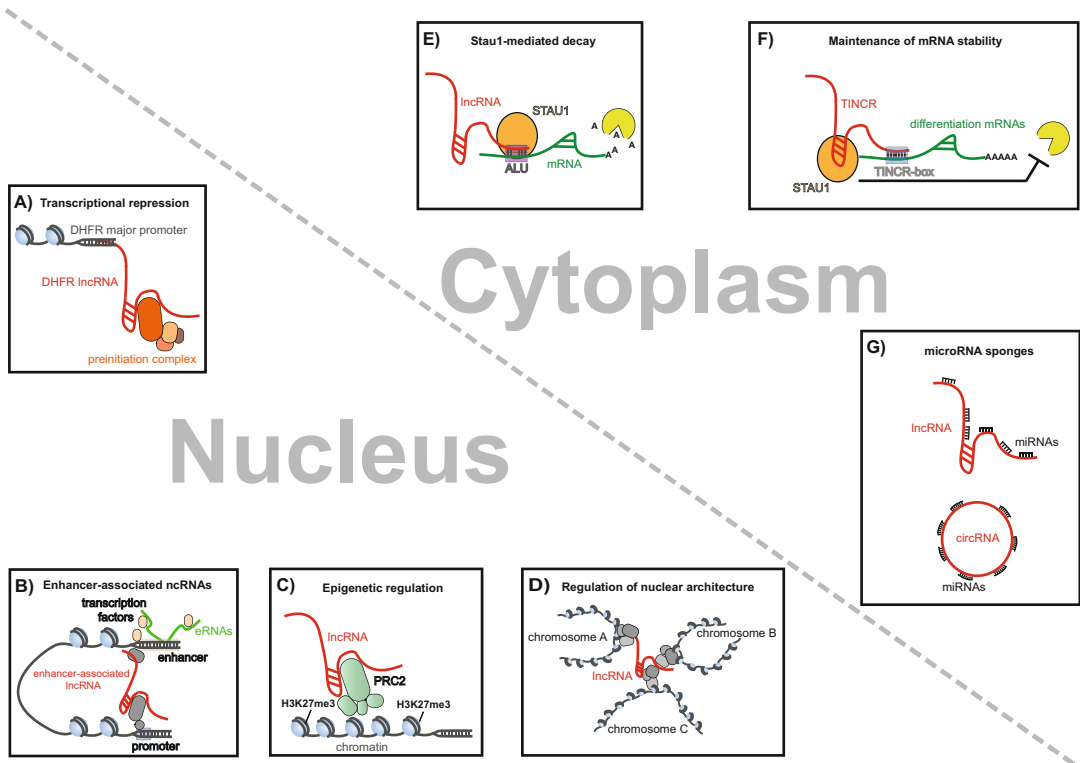 E) Stau1-mediated decay
lncRNA
STAU1
A
A
A
A
A
A
ALU
mRNA
F) Maintenance of mRNA stability
TINCR
differentiation mRNAs
AAAAA
TINCR-box
STAU1
A) Transcriptional repression
DHFR major promoter
DHFR lncRNA
preinitiation complex
Cytoplasm
Nucleus
G) microRNA sponges
lncRNA
miRNAs
circRNA
miRNAs
B) Enhancer-associated ncRNAs
transcription
factors
eRNAs
enhancer
enhancer-associated
lncRNA
promoter
C) Epigenetic regulation
lncRNA
PRC2
H3K27me3
H3K27me3
chromatin
D) Regulation of nuclear architecture
chromosome A
chromosome B
lncRNA
chromosome C